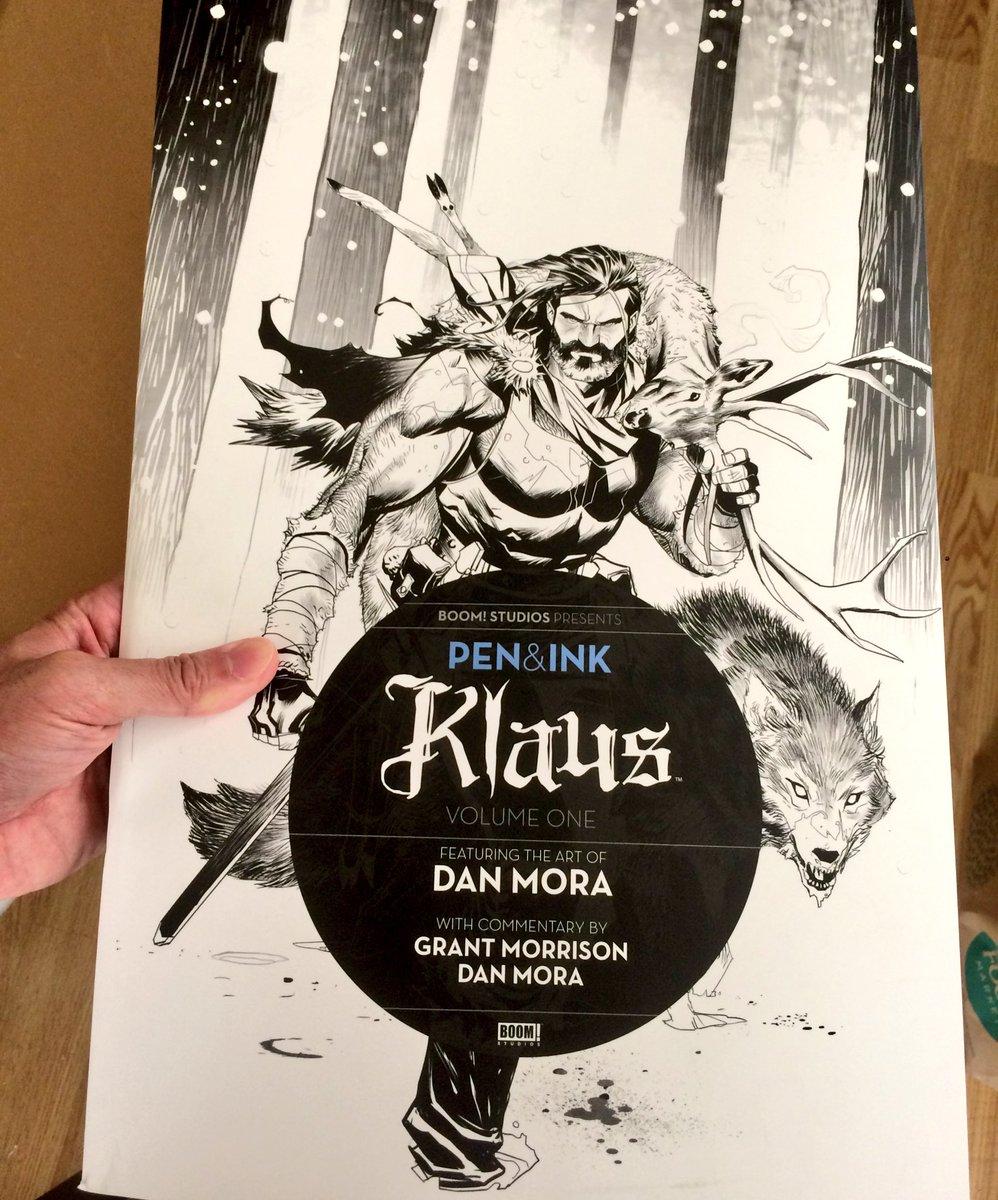 BOOM! STUDIOS PRESENTS
PEN&INK
Klaus™
VOLUME ONE
FEATURING THE ART OF
DAN MORA
WITH COMMENTARY BY
GRANT MORRISON
DAN MORA
BOOM!
STUDIOS